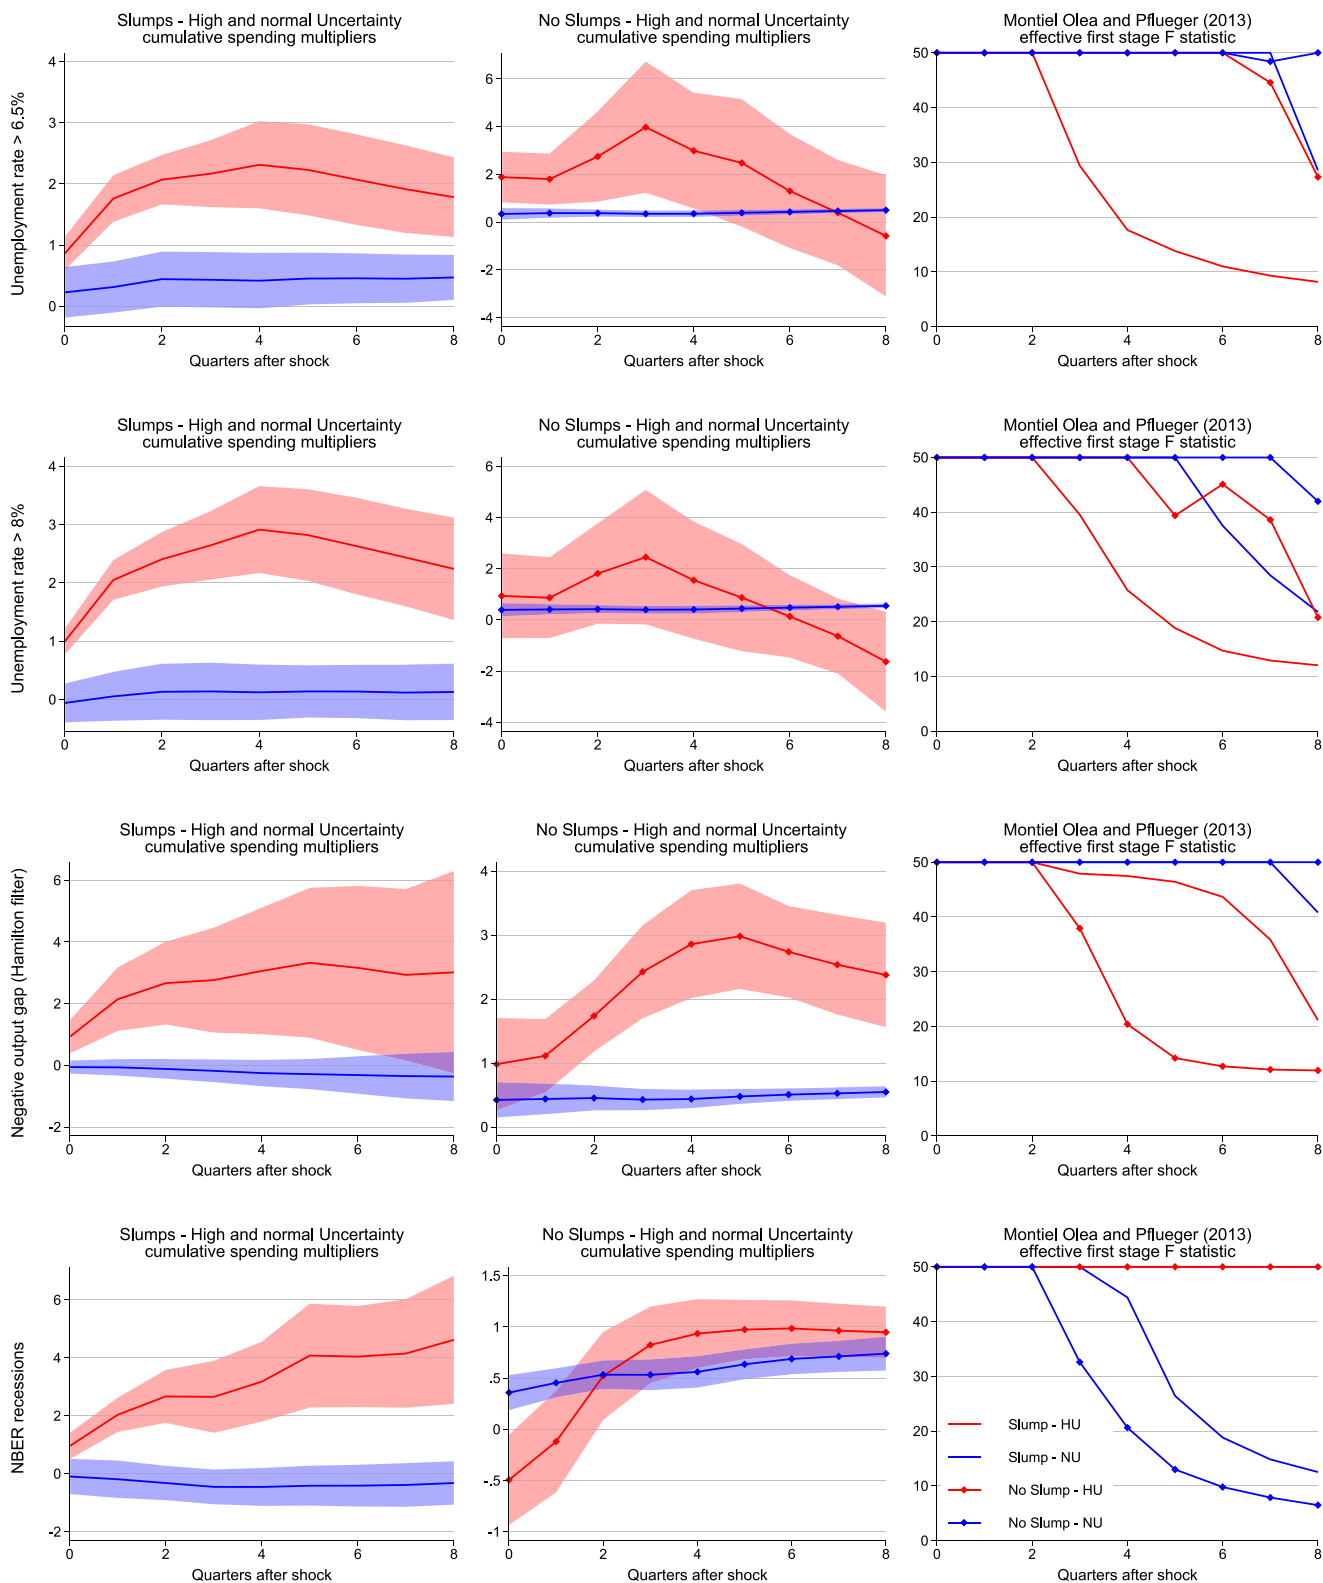 Slumps - High and normal Uncertainty
cumulative spending multipliers
No Slumps - High and normal Uncertainty
cumulative spending multipliers
Montiel Olea and Pflueger (2013)
effective first stage F statistic
Unemployment rate > 6.5%
4
3
2
1
0
0 2 4 6 8
Quarters after shock
6
4
2
0
-2
-4
0 2 4 6 8
Quarters after shock
50
40
30
20
10
0
0 2 4 6 8
Quarters after shock
Slumps - High and normal Uncertainty
cumulative spending multipliers
No Slumps - High and normal Uncertainty
cumulative spending multipliers
Montiel Olea and Pflueger (2013)
effective first stage F statistic
Unemployment rate > 8%
4
3
2
1
0
0 2 4 6 8
Quarters after shock
6
4
2
0
-2
-4
0 2 4 6 8
Quarters after shock
50
40
30
20
10
0
0 2 4 6 8
Quarters after shock
Slumps - High and normal Uncertainty
cumulative spending multipliers
No Slumps - High and normal Uncertainty
cumulative spending multipliers
Montiel Olea and Pflueger (2013)
effective first stage F statistic
Negative output gap (Hamilton filter)
6
4
2
0
-2
0 2 4 6 8
Quarters after shock
4
3
2
1
0
0 2 4 6 8
Quarters after shock
50
40
30
20
10
0
0 2 4 6 8
Quarters after shock
Slumps - High and normal Uncertainty
cumulative spending multipliers
No Slumps - High and normal Uncertainty
cumulative spending multipliers
Montiel Olea and Pflueger (2013)
effective first stage F statistic
NBER recessions
6
4
2
0
-2
0 2 4 6 8
Quarters after shock
1.5
1
.5
0
-.5
-1
0 2 4 6 8
Quarters after shock
50
40
30
20
10
0
Slump - HU
Slump - NU
No Slump - HU
No Slump - NU
0 2 4 6 8
Quarters after shock